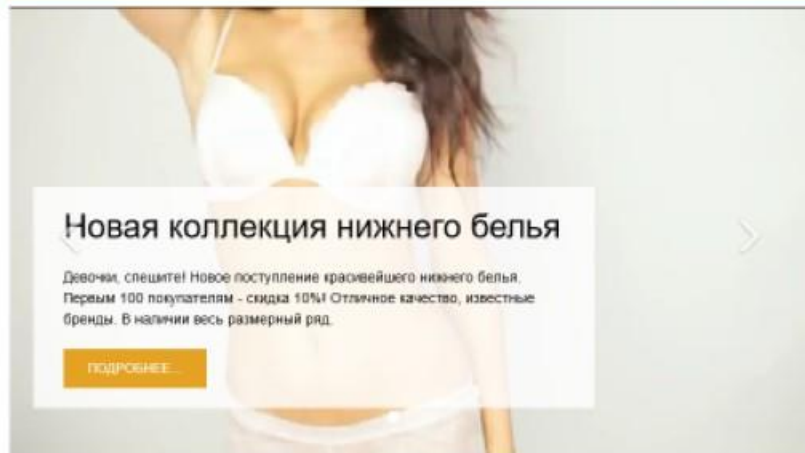 Новая коллекция нижнего белья
Девочки, спешите! Новое поступление красивейшего нижнего белья.
Первым 100 покупателям - скидка 10%! Отличное качество, известные
бренды. В наличии весь размерный ряд.
ПОДРОБНЕЕ...